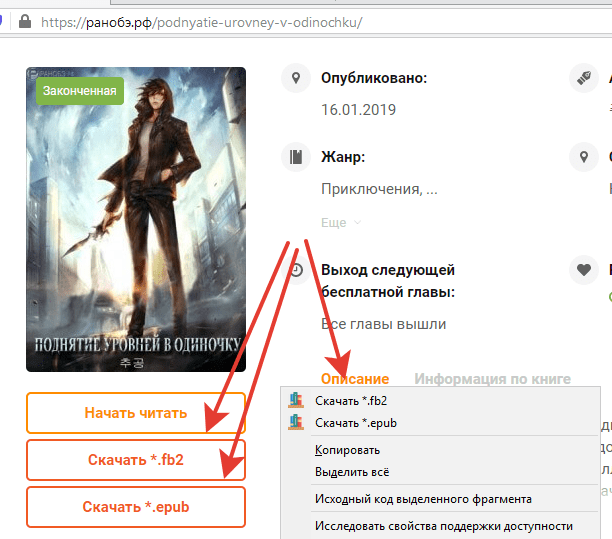 https://ранобэ.рф/podnyatie-urovney-v-odinochku/
РАНОБЭ
Законченная
ПОДНЯТИЕ УРОВНЕЙ В ОДИНОЧКУ
추공
Начать читать
Скачать *.fb2
Скачать *.epub
Опубликовано:
16.01.2019
Жанр:
Приключения, ...
Еще
Выход следующей
бесплатной главы:
Все главы вышли
Описание
Информация по книге
Скачать *.fb2
Скачать *.epub
Копировать
Выделить всё
Исходный код выделенного фрагмента
Исследовать свойства поддержки доступности